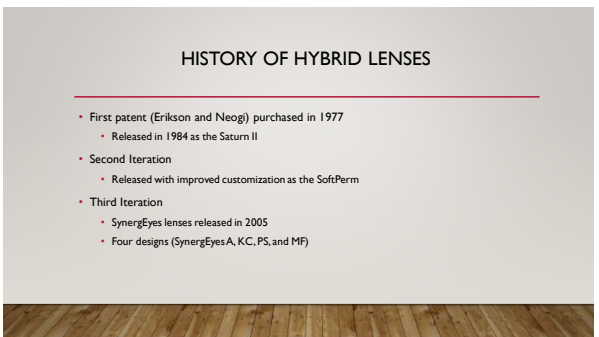 HISTORY OF HYBRID LENSES
• First patent (Erikson and Neogi) purchased in 1977
• Released in 1984 as the Saturn II
• Second Iteration
• Released with improved customization as the SoftPerm
• Third Iteration
• SynergEyes lenses released in 2005
• Four designs (SynergEyes A, KC, PS, and MF)